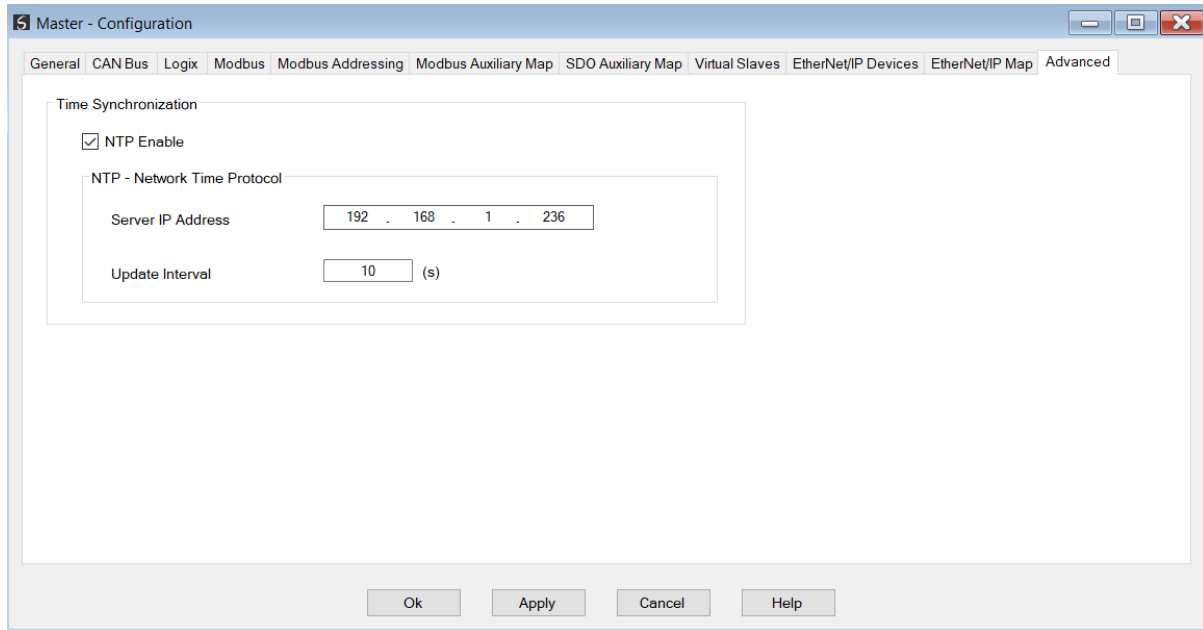 Master - Configuration
General CAN Bus Logix Modbus Modbus Addressing Modbus Auxiliary Map SDO Auxiliary Map Virtual Slaves EtherNet/IP Devices EtherNet/IP Map Advanced
Time Synchronization
NTP Enable
NTP - Network Time Protocol
Server IP Address 192 . 168 . 1 . 236
Update Interval 10 (s)
Ok Apply Cancel Help